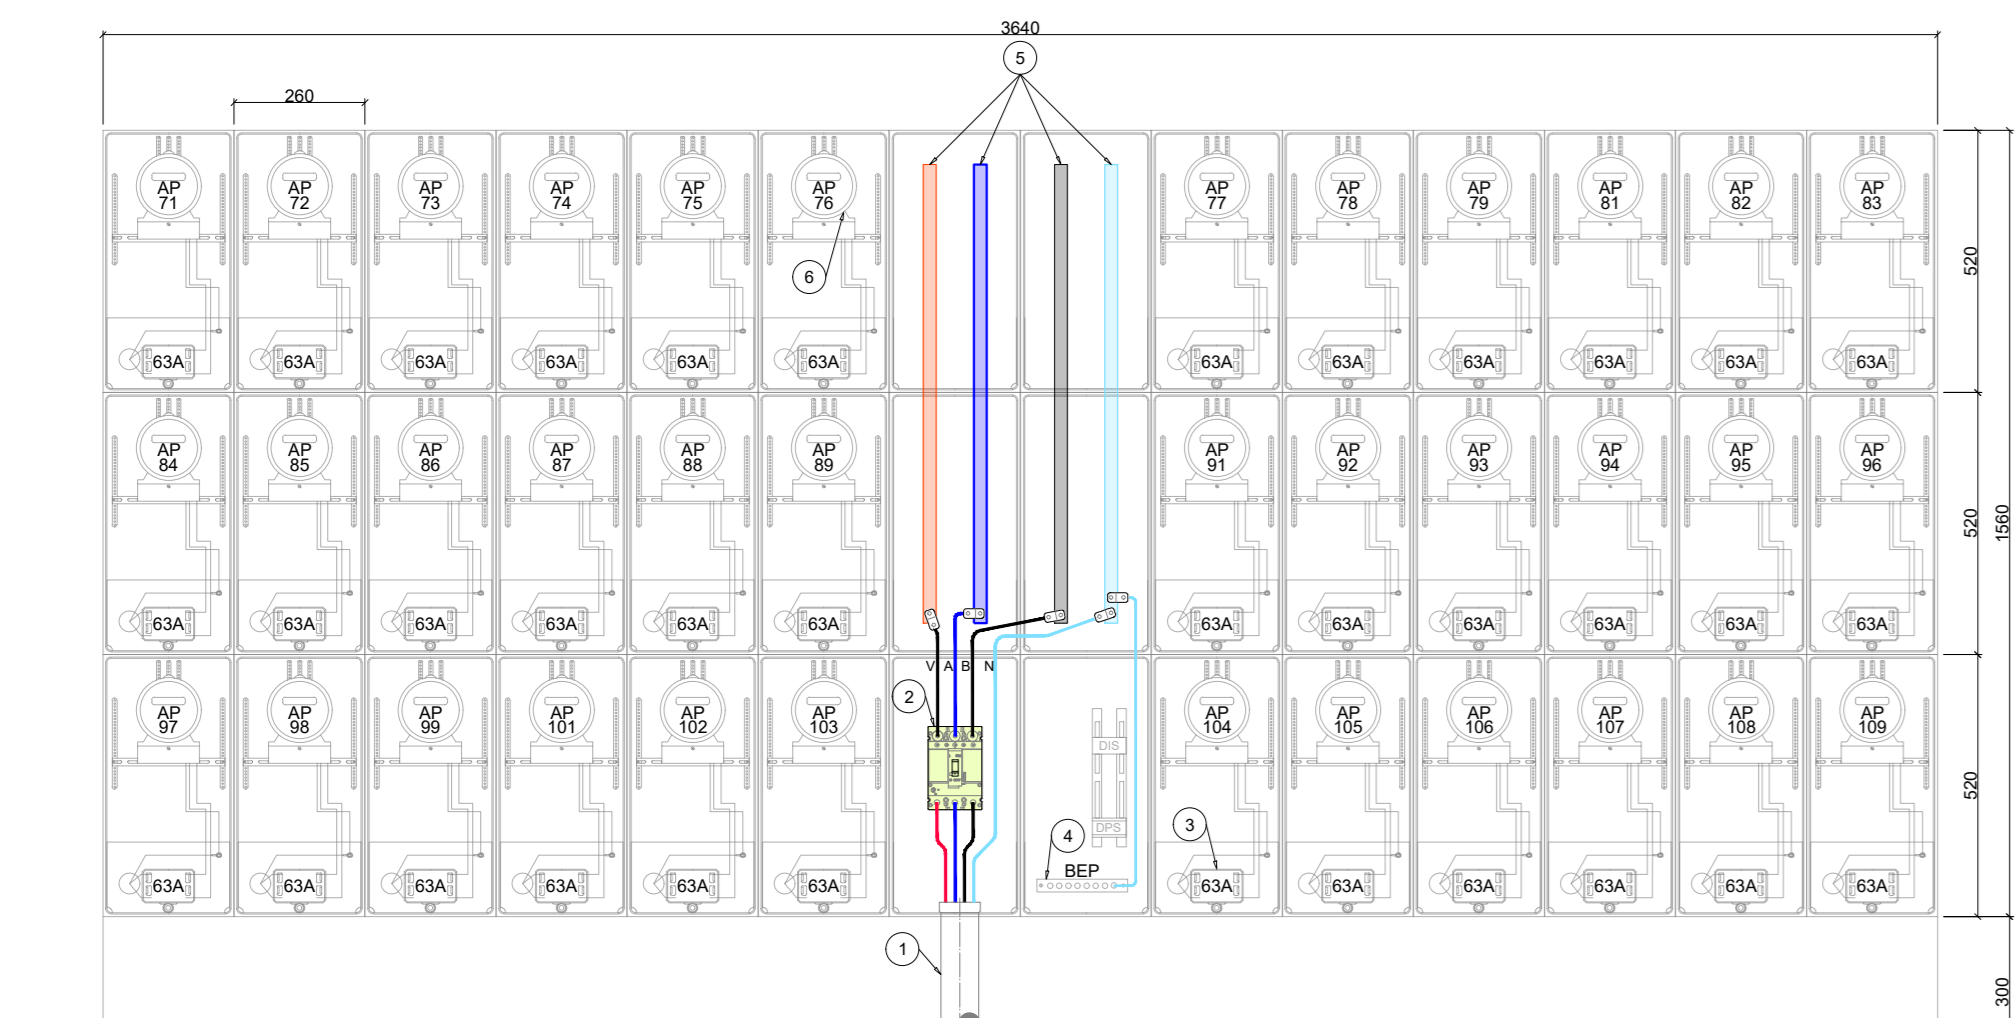 3640
5
260
AP 71
AP 72
AP 73
AP 74
AP 75
AP 76
AP 77
AP 78
AP 79
AP 81
AP 82
AP 83
6
520
63A
63A
63A
63A
63A
63A
63A
63A
63A
63A
63A
63A
AP 84
AP 85
AP 86
AP 87
AP 88
AP 89
AP 91
AP 92
AP 93
AP 94
AP 95
AP 96
520
1560
63A
63A
63A
63A
63A
63A
63A
63A
63A
63A
63A
63A
V A B N
2
AP 97
AP 98
AP 99
AP 101
AP 102
AP 103
AP 104
AP 105
AP 106
AP 107
AP 108
AP 109
DIS
520
DPS
4
3
BEP
63A
63A
63A
63A
63A
63A
63A
63A
63A
63A
63A
63A
1
300